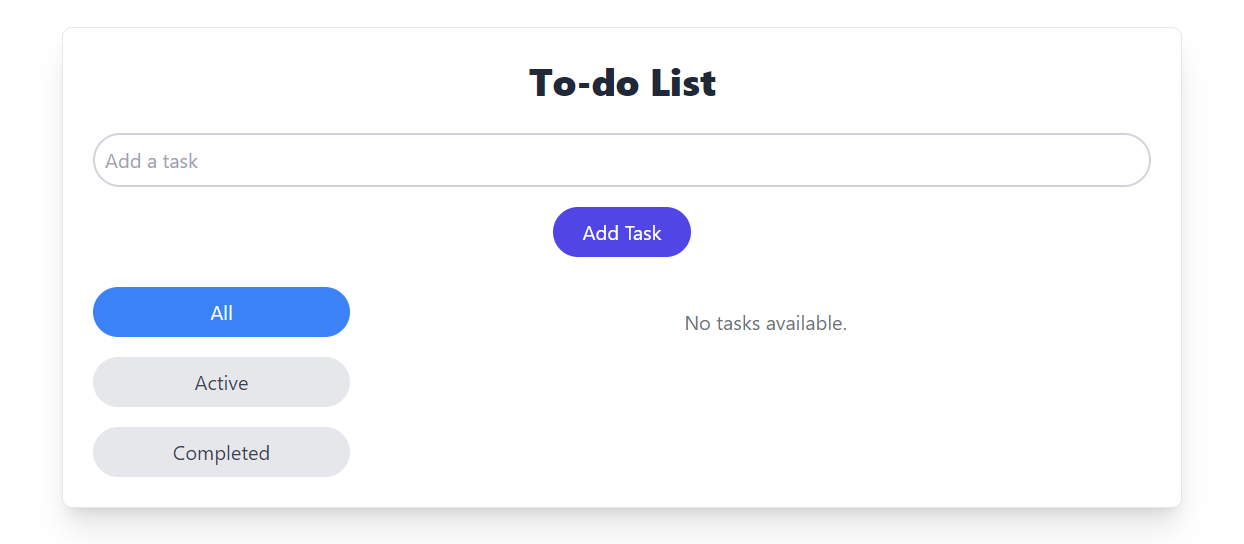 To-do List
Add a task
Add Task
All
No tasks available.
Active
Completed